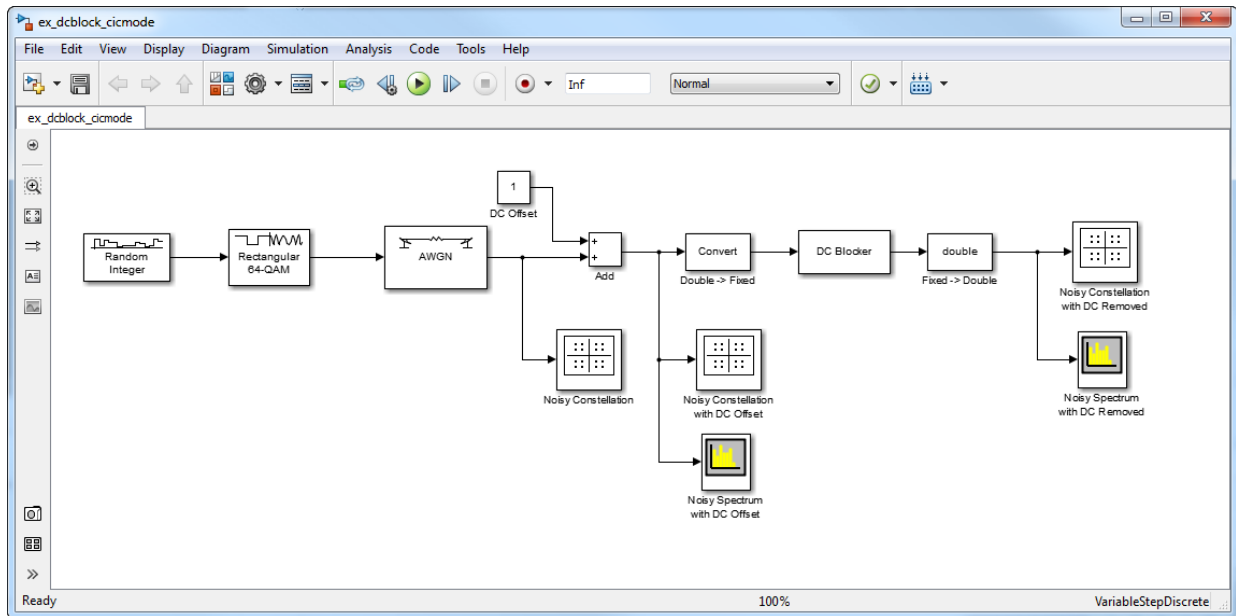 ex_dcblock_cicmode
File Edit View Display Diagram Simulation Analysis Code Tools Help
Inf
Normal
ex_dcblock_cicmode
1
DC Offset
Random
Integer
Rectangular
64-QAM
AWGN
+
+
Add
Convert
Double -> Fixed
DC Blocker
double
Fixed -> Double
Noisy Constellation
with DC Removed
Noisy Constellation
Noisy Constellation
with DC Offset
Noisy Spectrum
with DC Removed
Noisy Spectrum
with DC Offset
Ready
100%
VariableStepDiscrete